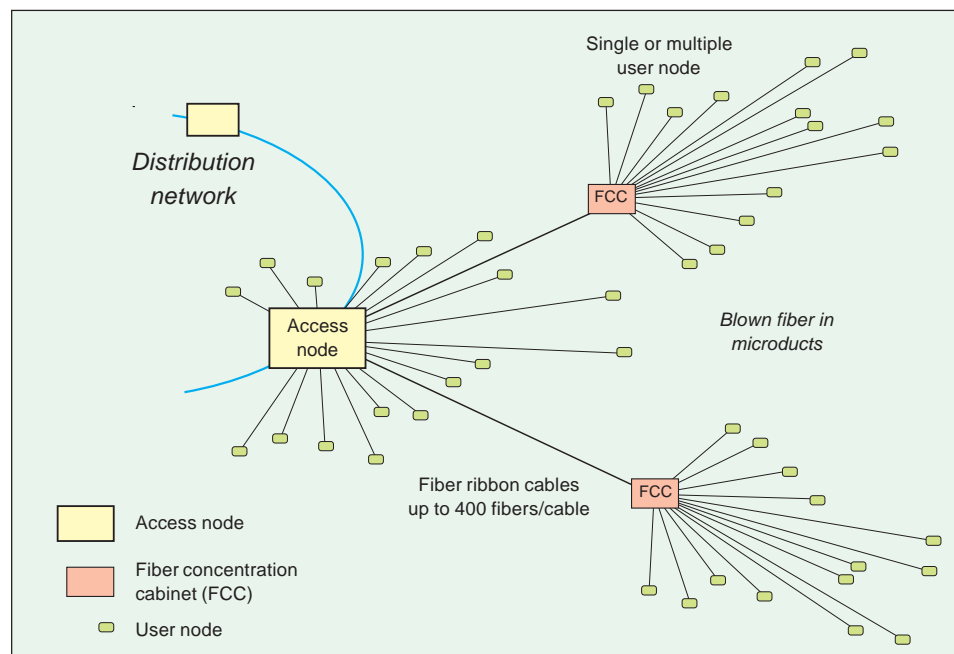 Single or multiple
user node
Distribution
network
FCC
Access
node
Blown fiber in
microducts
Fiber ribbon cables
up to 400 fibers/cable
FCC
Access node
Fiber concentration
cabinet (FCC)
User node